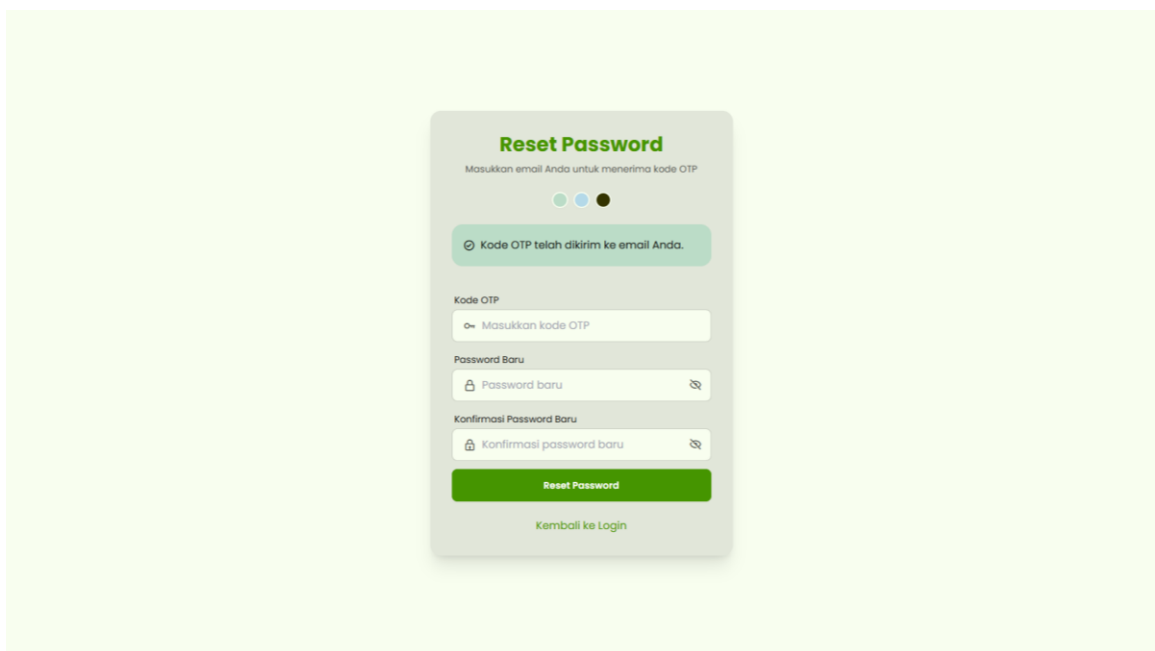 Reset Password
Masukkan email Anda untuk menerima kode OTP
Kode OTP telah dikirim ke email Anda.
Kode OTP
Masukkan kode OTP
Password Baru
Password baru
Konfirmasi Password Baru
Konfirmasi password baru
Reset Password
Kembali ke Login